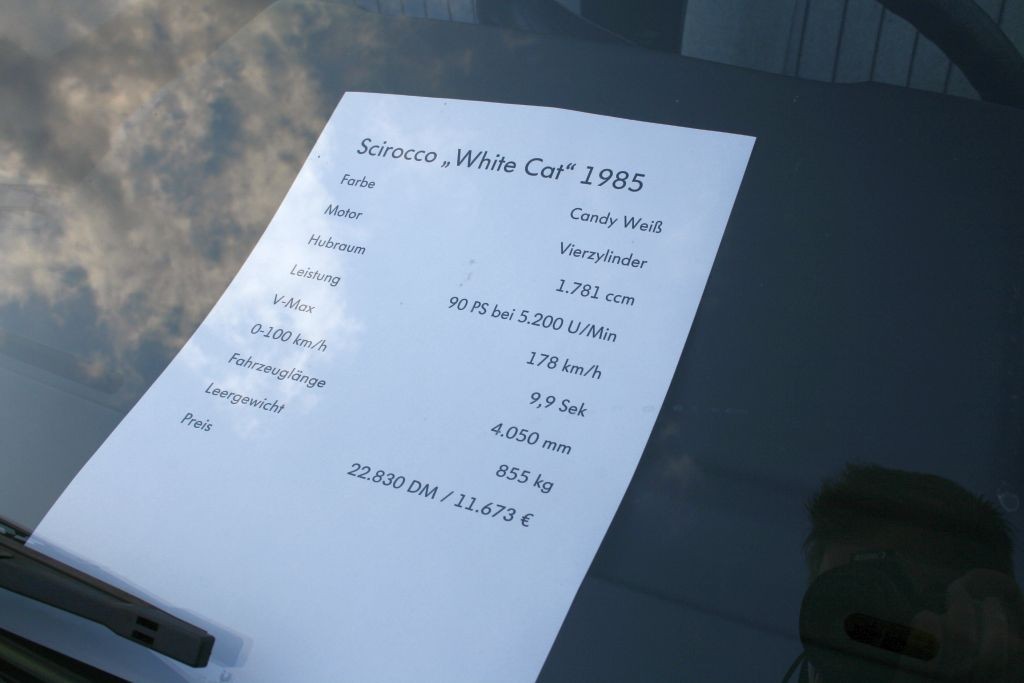 Scirocco „White Cat“ 1985
Farbe Candy Weiß
Motor Vierzylinder
Hubraum 1.781 ccm
Leistung 90 PS bei 5.200 U/Min
V-Max 178 km/h
0-100 km/h 9,9 Sek
Fahrzeuglänge 4.050 mm
Leergewicht 855 kg
Preis 22.830 DM / 11.673 €